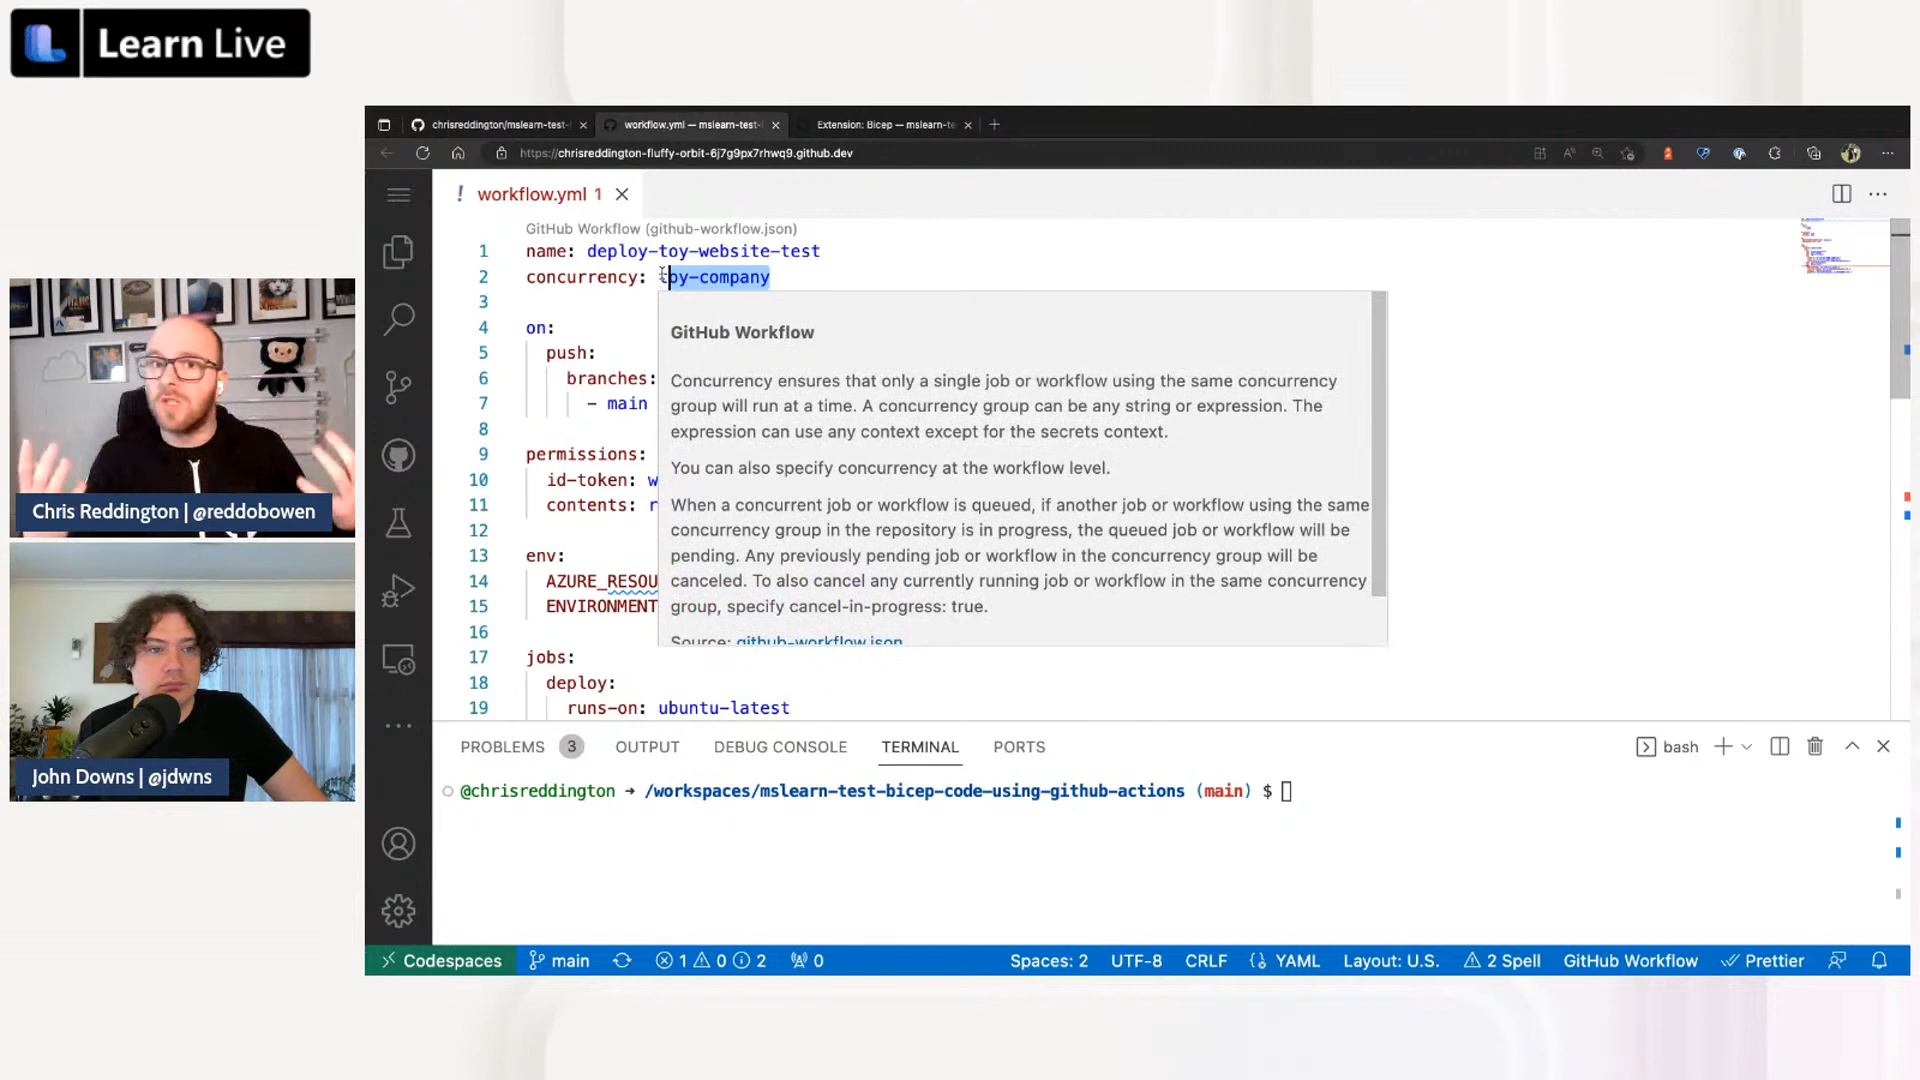 Learn Live
chrisreddington/mslearn-test-
workflow.yml — mslearn-test-
Extension: Bicep — mslearn-te
https://chrisreddington-fluffy-orbit-6j7g9px7rhwq9.github.dev
! workflow.yml 1
GitHub Workflow (github-workflow.json)
1 name: deploy-toy-website-test
2 concurrency: toy-company
3
4 on:
5 push:
6 branches:
7 - main
8
9 permissions:
10 id-token: w
11 contents: r
12
13 env:
14 AZURE_RESOU
15 ENVIRONMENT
16
17 jobs:
18 deploy:
19 runs-on: ubuntu-latest
GitHub Workflow
Concurrency ensures that only a single job or workflow using the same concurrency
group will run at a time. A concurrency group can be any string or expression. The
expression can use any context except for the secrets context.
You can also specify concurrency at the workflow level.
When a concurrent job or workflow is queued, if another job or workflow using the same
concurrency group in the repository is in progress, the queued job or workflow will be
pending. Any previously pending job or workflow in the concurrency group will be
canceled. To also cancel any currently running job or workflow in the same concurrency
group, specify cancel-in-progress: true.
Source: github-workflow.json
Chris Reddington | @reddobowen
John Downs | @jdwns
PROBLEMS 3 OUTPUT DEBUG CONSOLE TERMINAL PORTS
bash
@chrisreddington → /workspaces/mslearn-test-bicep-code-using-github-actions (main) $
Codespaces main 1 0 2 0 Spaces: 2 UTF-8 CRLF YAML Layout: U.S. 2 Spell GitHub Workflow Prettier